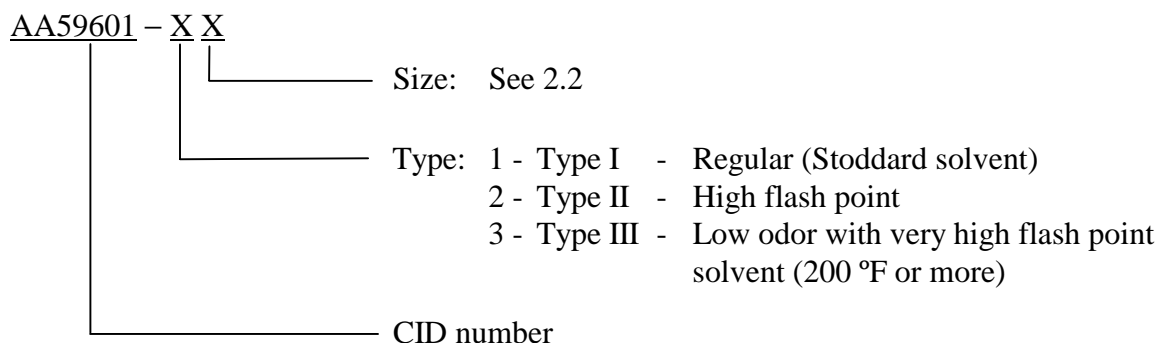 AA59601 – X X
Size: See 2.2
Type: 1 - Type I - Regular (Stoddard solvent)
2 - Type II - High flash point
3 - Type III - Low odor with very high flash point
solvent (200 ºF or more)
CID number